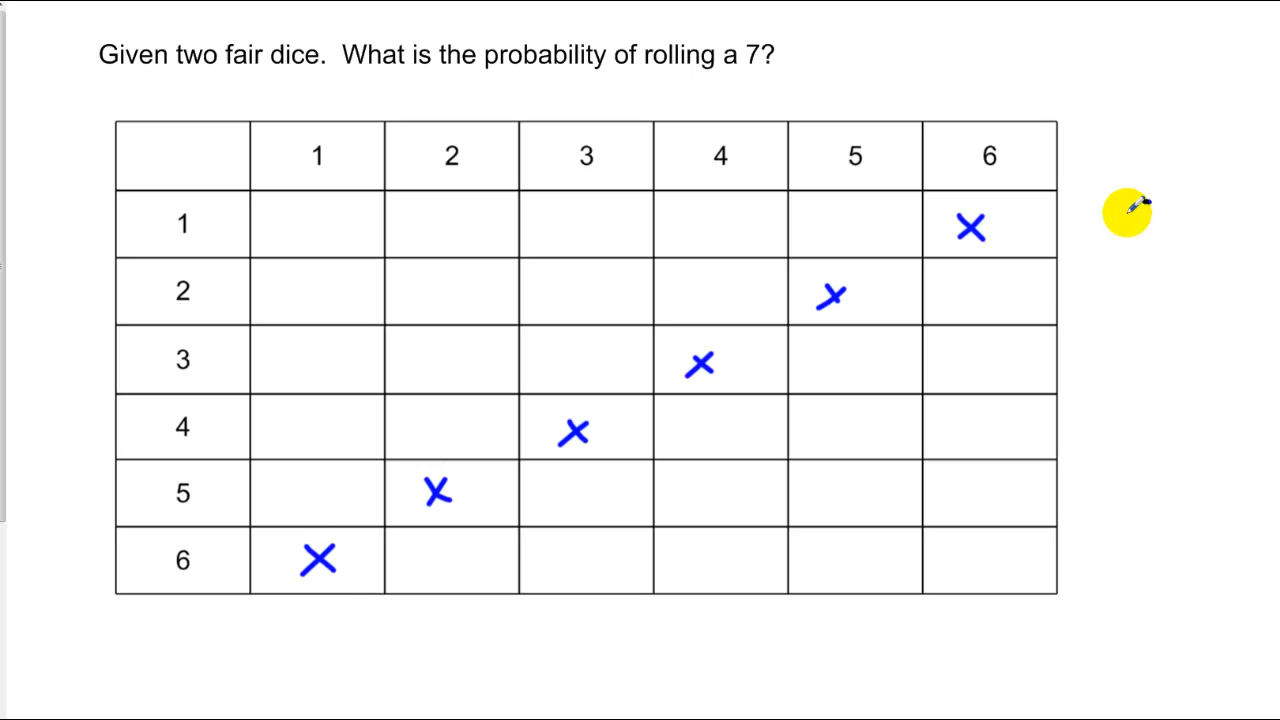 Given two fair dice. What is the probability of rolling a 7?
1 2 3 4 5 6
1 X
2 X
3 X
4 X
5 X
6 X